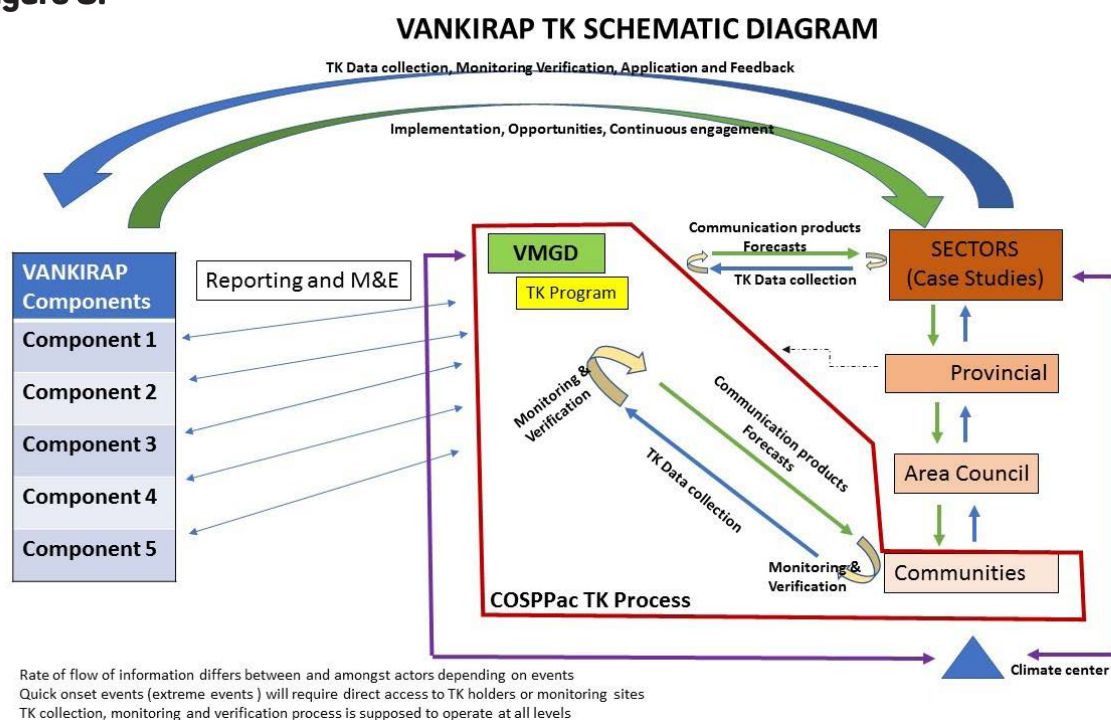 VANKIRAP TK SCHEMATIC DIAGRAM
TK Data collection, Monitoring Verification, Application and Feedback
Implementation, Opportunities, Continuous engagement
VANKIRAP
Components
Component 1
Component 2
Component 3
Component 4
Component 5
Reporting and M&E
VMGD
TK Program
Monitoring &
Verification
Communication products
Forecasts
TK Data collection
Monitoring &
Verification
COSPPac TK Process
Communication products
Forecasts
TK Data collection
SECTORS
(Case Studies)
Provincial
Area Council
Communities
Climate center
Rate of flow of information differs between and amongst actors depending on events
Quick onset events (extreme events ) will require direct access to TK holders or monitoring sites
TK collection, monitoring and verification process is supposed to operate at all levels